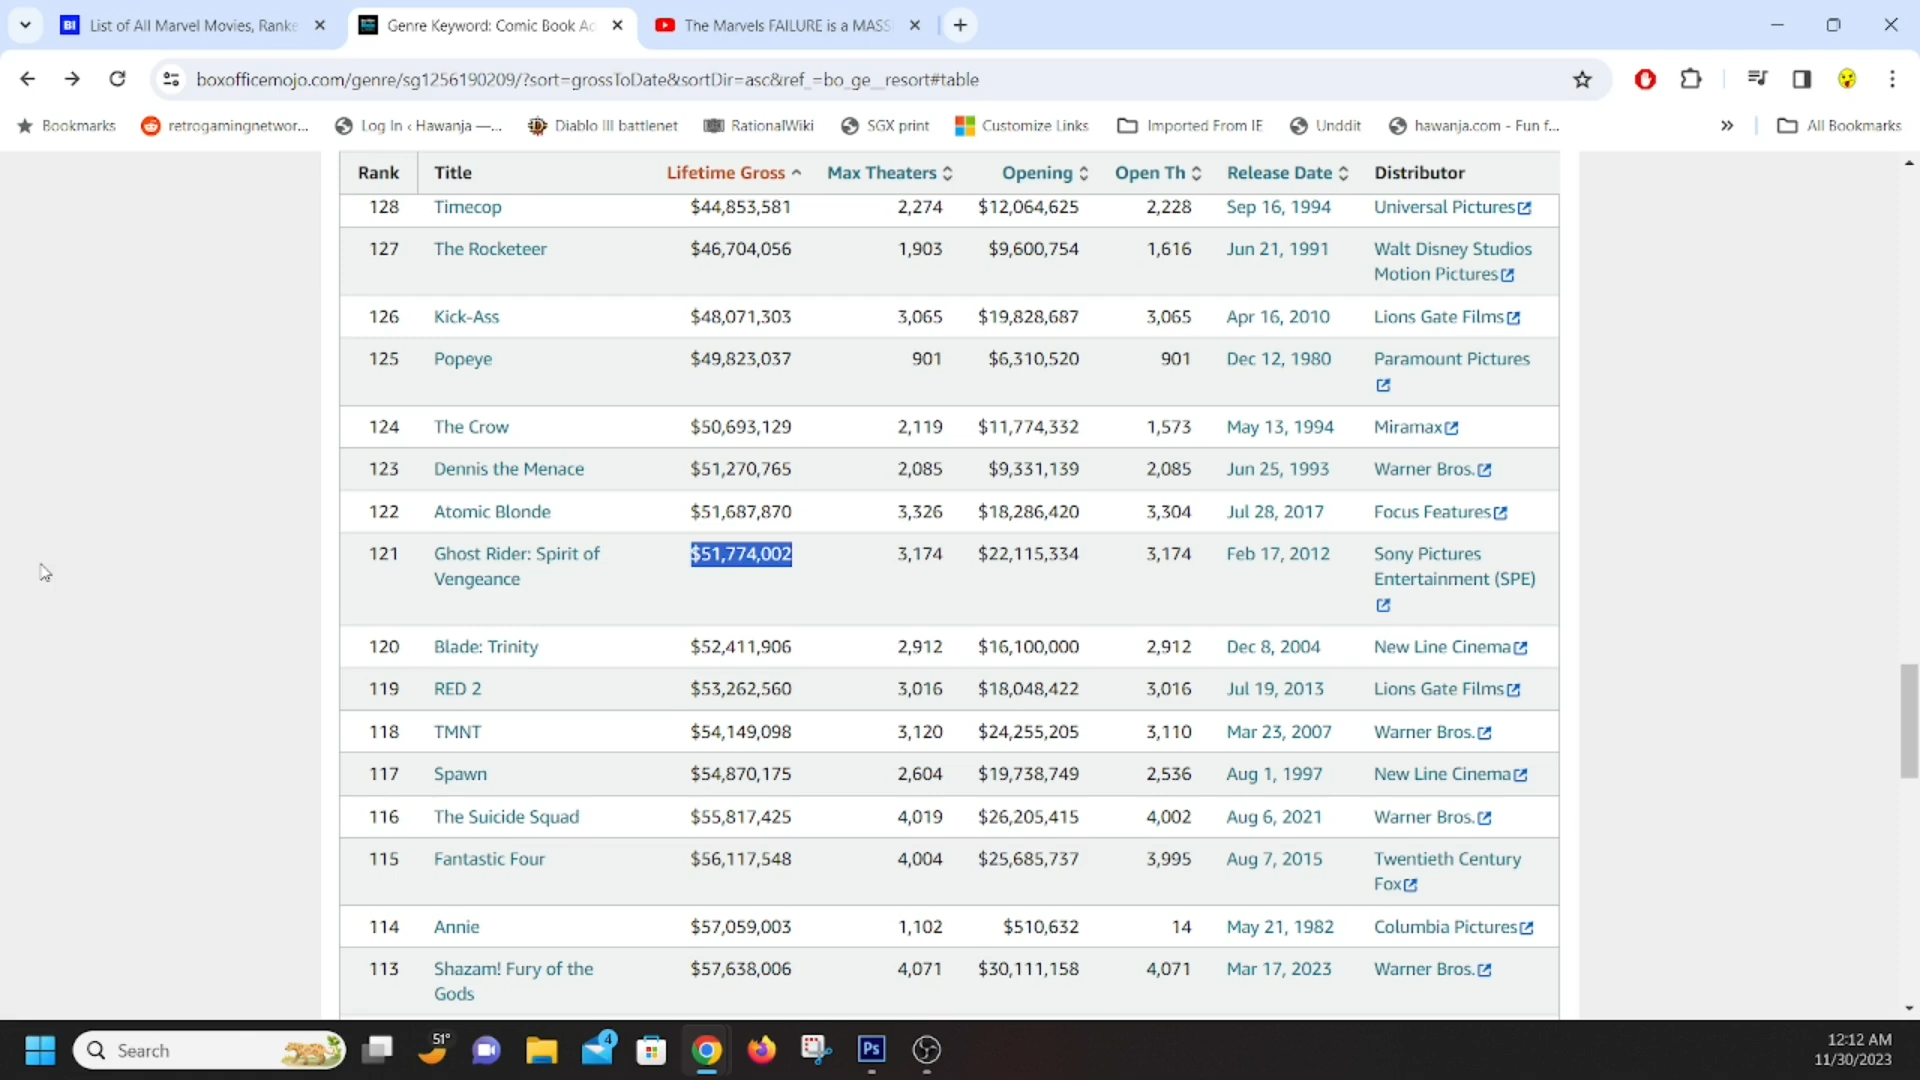 List of All Marvel Movies, Ranke
Genre Keyword: Comic Book Ac
The Marvels FAILURE is a MASS
boxofficemojo.com/genre/sg1256190209/?sort=grossToDate&sortDir=asc&ref_=bo_ge__resort#table
Bookmarks retrogamingnetwor... Log In ‹ Hawanja —... Diablo III battlenet RationalWiki SGX print Customize Links Imported From IE Unddit hawanja.com - Fun f... » All Bookmarks
Rank Title Lifetime Gross Max Theaters Opening Open Th Release Date Distributor
128 Timecop $44,853,581 2,274 $12,064,625 2,228 Sep 16, 1994 Universal Pictures
127 The Rocketeer $46,704,056 1,903 $9,600,754 1,616 Jun 21, 1991 Walt Disney Studios
Motion Pictures
126 Kick-Ass $48,071,303 3,065 $19,828,687 3,065 Apr 16, 2010 Lions Gate Films
125 Popeye $49,823,037 901 $6,310,520 901 Dec 12, 1980 Paramount Pictures
124 The Crow $50,693,129 2,119 $11,774,332 1,573 May 13, 1994 Miramax
123 Dennis the Menace $51,270,765 2,085 $9,331,139 2,085 Jun 25, 1993 Warner Bros.
122 Atomic Blonde $51,687,870 3,326 $18,286,420 3,304 Jul 28, 2017 Focus Features
121 Ghost Rider: Spirit of $51,774,002 3,174 $22,115,334 3,174 Feb 17, 2012 Sony Pictures
Vengeance Entertainment (SPE)
120 Blade: Trinity $52,411,906 2,912 $16,100,000 2,912 Dec 8, 2004 New Line Cinema
119 RED 2 $53,262,560 3,016 $18,048,422 3,016 Jul 19, 2013 Lions Gate Films
118 TMNT $54,149,098 3,120 $24,255,205 3,110 Mar 23, 2007 Warner Bros.
117 Spawn $54,870,175 2,604 $19,738,749 2,536 Aug 1, 1997 New Line Cinema
116 The Suicide Squad $55,817,425 4,019 $26,205,415 4,002 Aug 6, 2021 Warner Bros.
115 Fantastic Four $56,117,548 4,004 $25,685,737 3,995 Aug 7, 2015 Twentieth Century
Fox
114 Annie $57,059,003 1,102 $510,632 14 May 21, 1982 Columbia Pictures
113 Shazam! Fury of the $57,638,006 4,071 $30,111,158 4,071 Mar 17, 2023 Warner Bros.
Gods
Search
51°
4
Ps
12:12 AM
11/30/2023